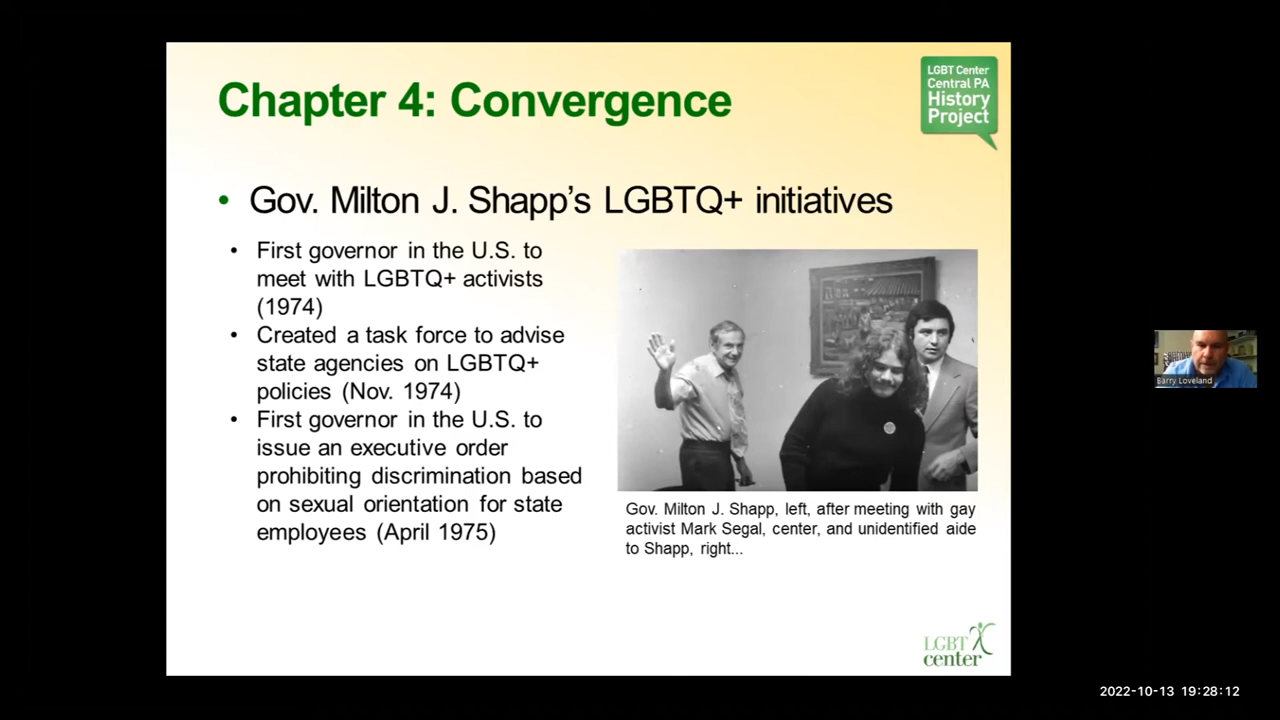 Chapter 4: Convergence
LGBT Center
Central PA
History
Project
• Gov. Milton J. Shapp’s LGBTQ+ initiatives
• First governor in the U.S. to
meet with LGBTQ+ activists
(1974)
• Created a task force to advise
state agencies on LGBTQ+
policies (Nov. 1974)
• First governor in the U.S. to
issue an executive order
prohibiting discrimination based
on sexual orientation for state
employees (April 1975)
Gov. Milton J. Shapp, left, after meeting with gay
activist Mark Segal, center, and unidentified aide
to Shapp, right...
LGBT
center
Barry Loveland
2022-10-13 19:28:12